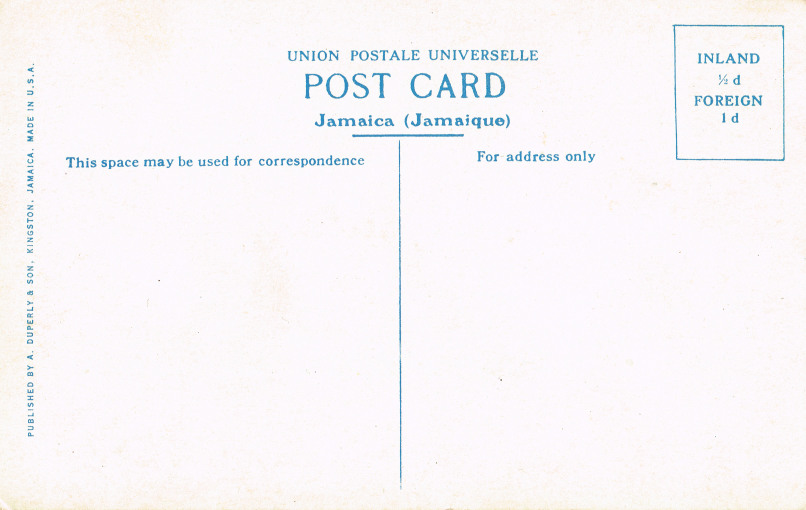 UNION POSTALE UNIVERSELLE
POST CARD
Jamaica (Jamaique)
This space may be used for correspondence
For address only
INLAND
½ d
FOREIGN
1 d
PUBLISHED BY A. DUPERLY & SON, KINGSTON, JAMAICA. MADE IN U.S.A.